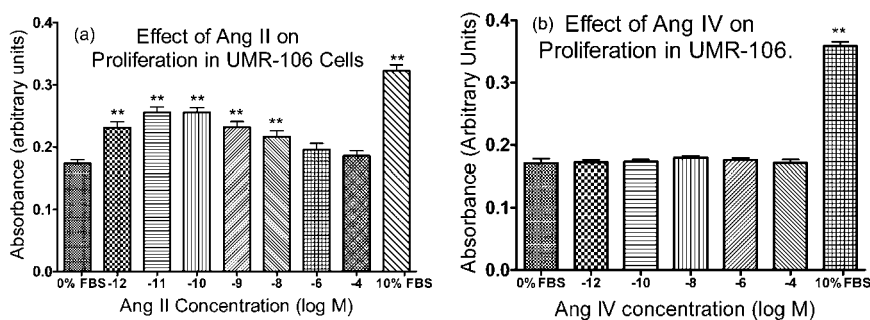 (a) Effect of Ang II on
Proliferation in UMR-106 Cells
Absorbance (arbitrary units)
0.4
0.3
0.2
0.1
0.0
** ** ** ** ** **
0% FBS -12 -11 -10 -9 -8 -6 -4 10% FBS
Ang II Concentration (log M)
(b) Effect of Ang IV on
Proliferation in UMR-106.
Absorbance (Arbitrary Units)
0.4
0.3
0.2
0.1
0.0
**
0% FBS -12 -10 -8 -6 -4 10% FBS
Ang IV concentration (log M)